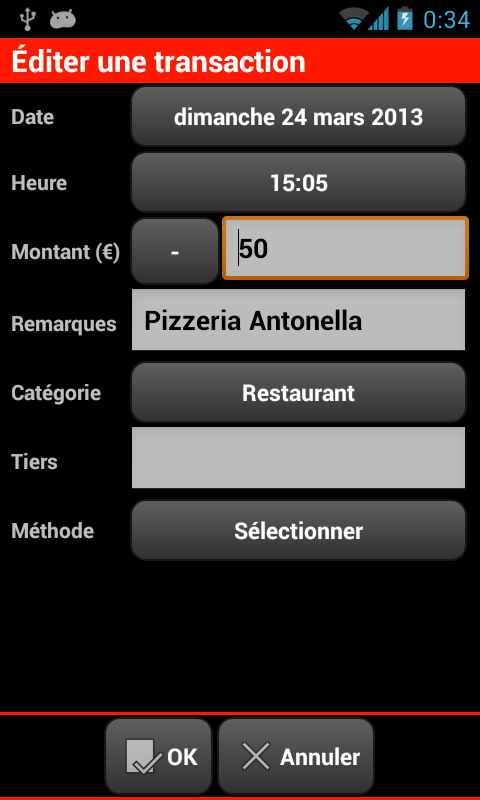 0:34
Éditer une transaction
Date dimanche 24 mars 2013
Heure 15:05
Montant (€) - 50
Remarques Pizzeria Antonella
Catégorie Restaurant
Tiers
Méthode Sélectionner
OK Annuler